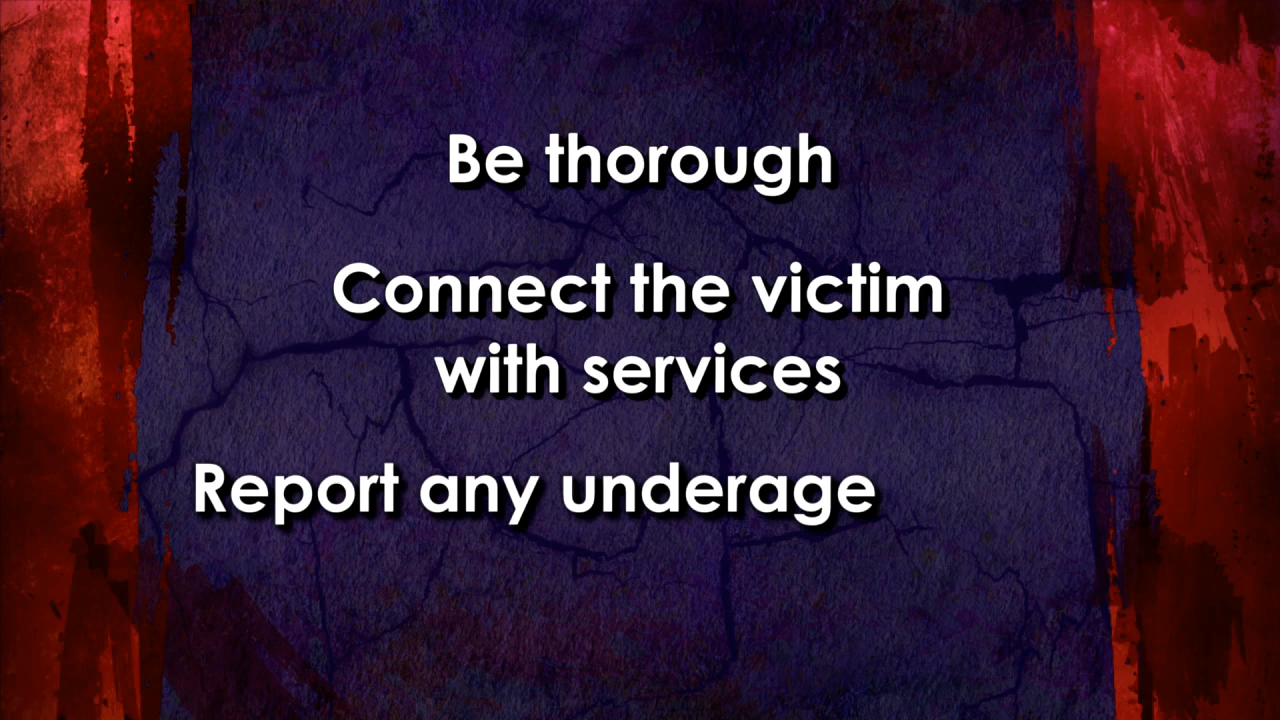 Be thorough
Connect the victim
with services
Report any underage